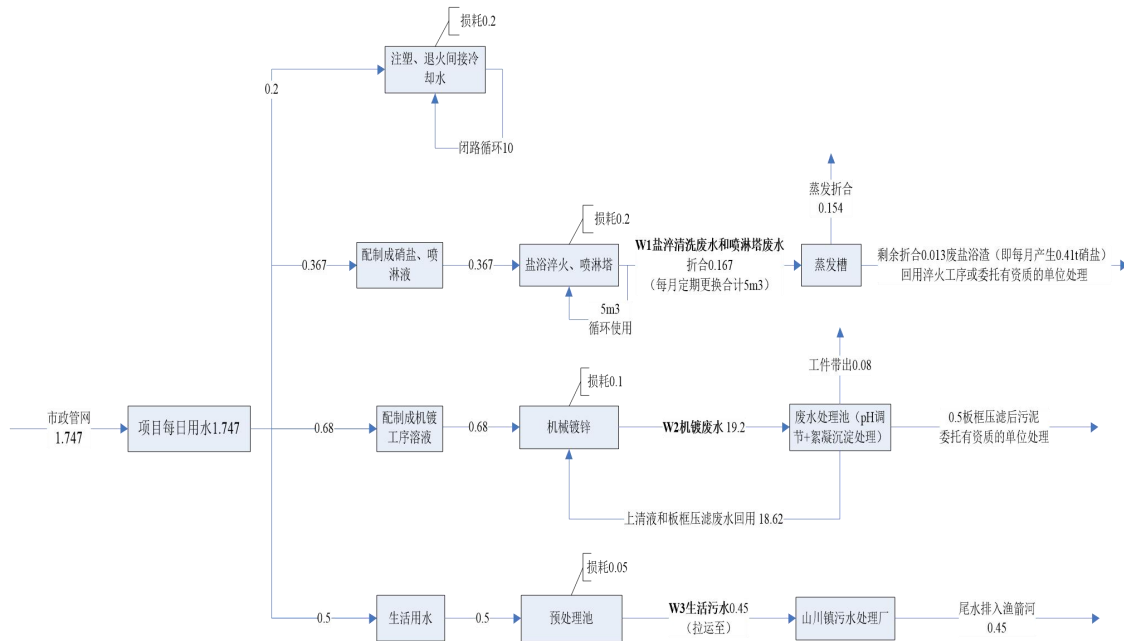 损耗0.2
注塑、退火间接冷
却水
0.2
闭路循环10
蒸发折合
0.154
损耗0.2
W1盐淬清洗废水和喷淋塔废水
折合0.167
（每月定期更换合计5m3）
0.367
配制成硝盐、喷
淋液
0.367
盐浴淬火、喷淋塔
蒸发槽
剩余折合0.013废盐浴渣（即每月产生0.41t硝盐）
回用淬火工序或委托有资质的单位处理
5m3
循环使用
工件带出0.08
损耗0.1
市政管网
1.747
项目每日用水1.747
0.68
配制成机镀
工序溶液
0.68
机械镀锌
W2机镀废水 19.2
废水处理池（pH调
节+絮凝沉淀处理）
0.5板框压滤后污泥
委托有资质的单位处理
上清液和板框压滤废水回用 18.62
损耗0.05
0.5
生活用水
0.5
预处理池
W3生活污水0.45
（拉运至）
山川镇污水处理厂
尾水排入渔箭河
0.45